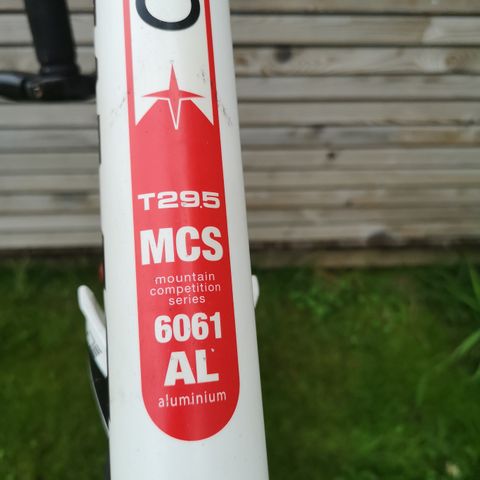 T29.5
MCS
mountain
competition
series
6061
AL
aluminium